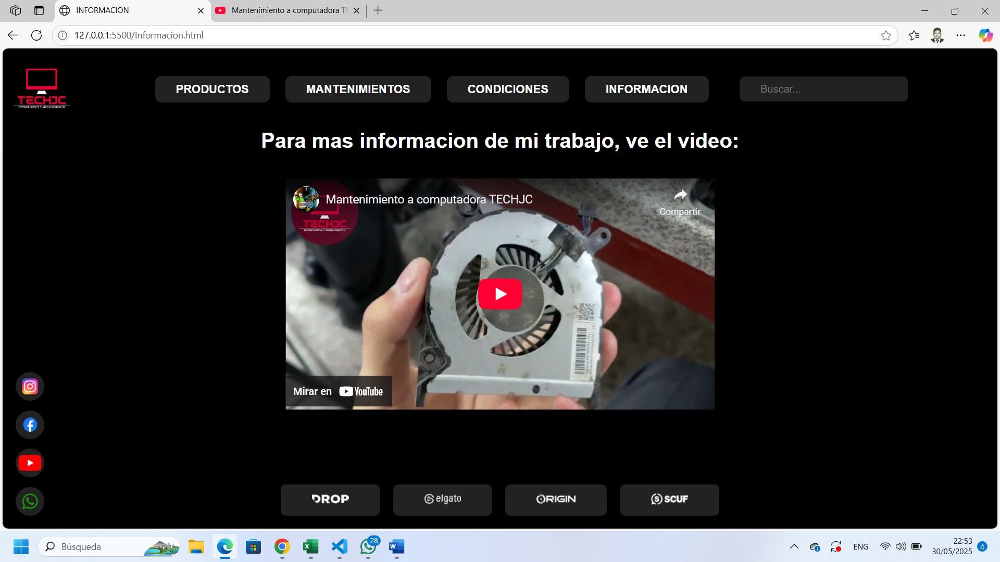 INFORMACION
Mantenimiento a computadora TE
127.0.0.1:5500/Informacion.html
TECHJC
REPARACIONES Y MANTENIMIENTO
PRODUCTOS
MANTENIMIENTOS
CONDICIONES
INFORMACION
Buscar...
Para mas informacion de mi trabajo, ve el video:
Mantenimiento a computadora TECHJC
Compartir
TECHJC
REPARACIONES Y MANTENIMIENTO
Mirar en YouTube
DROP
elgato
ORIGIN
SCUF
Búsqueda
28
ENG
22:53
30/05/2025
4